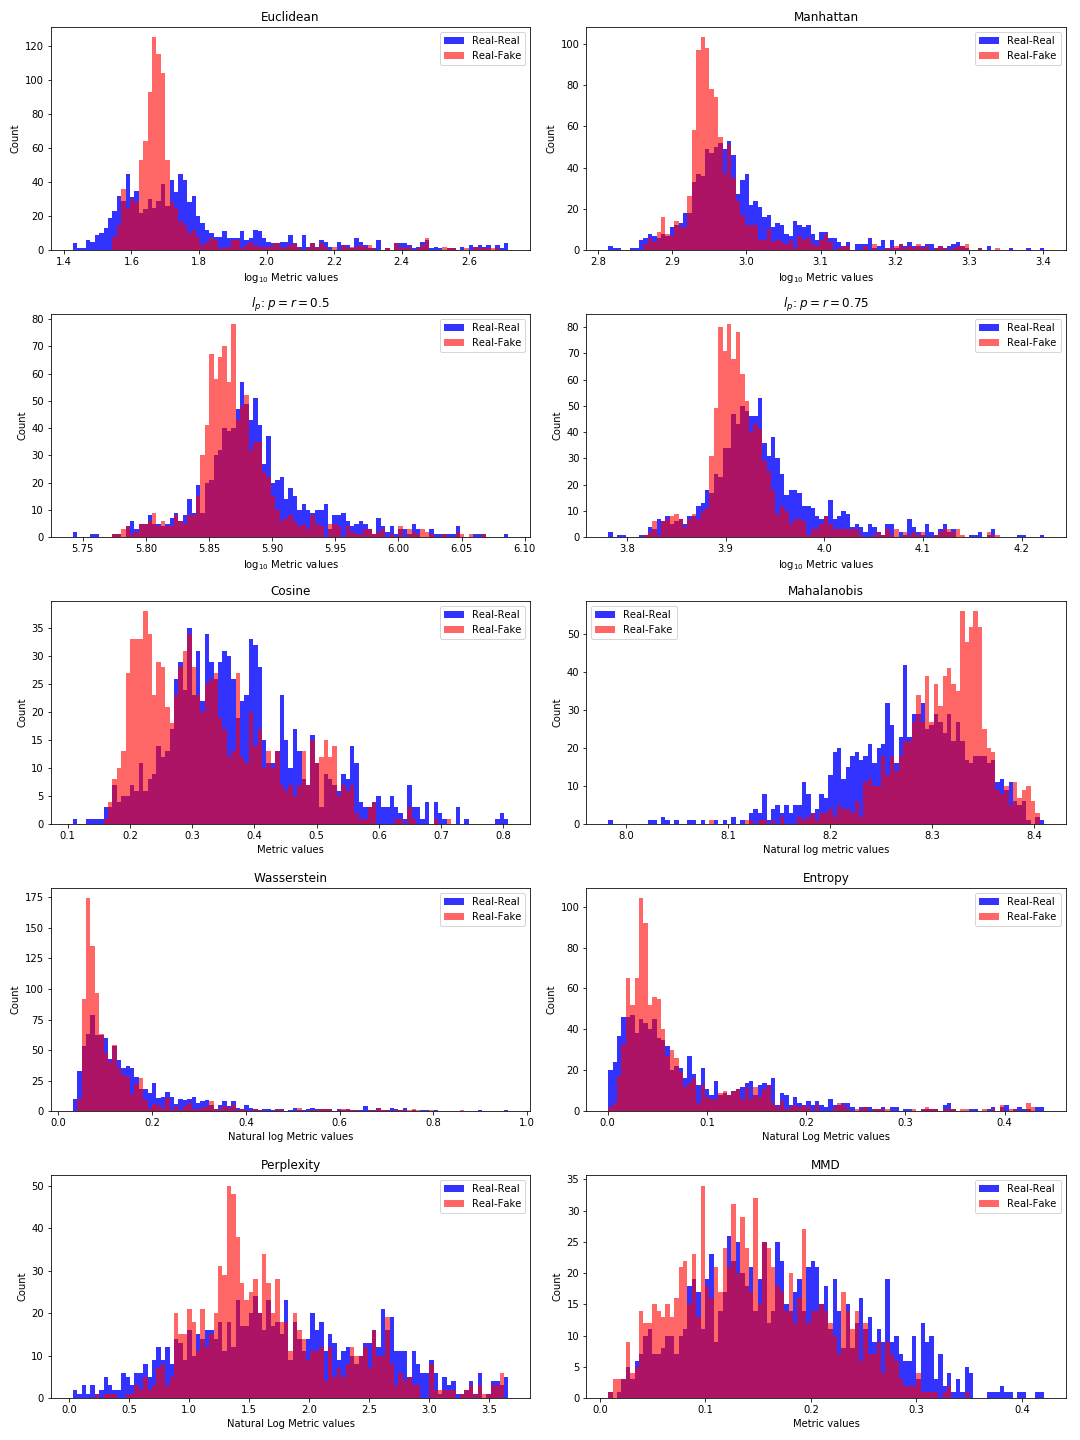 Euclidean
Count
120
100
80
60
40
20
0
Real-Real
Real-Fake
1.4 1.6 1.8 2.0 2.2 2.4 2.6
log₁₀ Metric values
Manhattan
Count
100
80
60
40
20
0
Real-Real
Real-Fake
2.8 2.9 3.0 3.1 3.2 3.3 3.4
log₁₀ Metric values
lₚ: p = r = 0.5
Count
80
70
60
50
40
30
20
10
0
Real-Real
Real-Fake
5.75 5.80 5.85 5.90 5.95 6.00 6.05 6.10
log₁₀ Metric values
lₚ: p = r = 0.75
Count
80
70
60
50
40
30
20
10
0
Real-Real
Real-Fake
3.8 3.9 4.0 4.1 4.2
log₁₀ Metric values
Cosine
Count
35
30
25
20
15
10
5
0
Real-Real
Real-Fake
0.1 0.2 0.3 0.4 0.5 0.6 0.7 0.8
Metric values
Mahalanobis
Count
50
40
30
20
10
0
Real-Real
Real-Fake
8.0 8.1 8.2 8.3 8.4
Natural log metric values
Wasserstein
Count
175
150
125
100
75
50
25
0
Real-Real
Real-Fake
0.0 0.2 0.4 0.6 0.8 1.0
Natural log Metric values
Entropy
Count
100
80
60
40
20
0
Real-Real
Real-Fake
0.0 0.1 0.2 0.3 0.4
Natural Log Metric values
Perplexity
Count
50
40
30
20
10
0
Real-Real
Real-Fake
0.0 0.5 1.0 1.5 2.0 2.5 3.0 3.5
Natural Log Metric values
MMD
Count
35
30
25
20
15
10
5
0
Real-Real
Real-Fake
0.0 0.1 0.2 0.3 0.4
Metric values